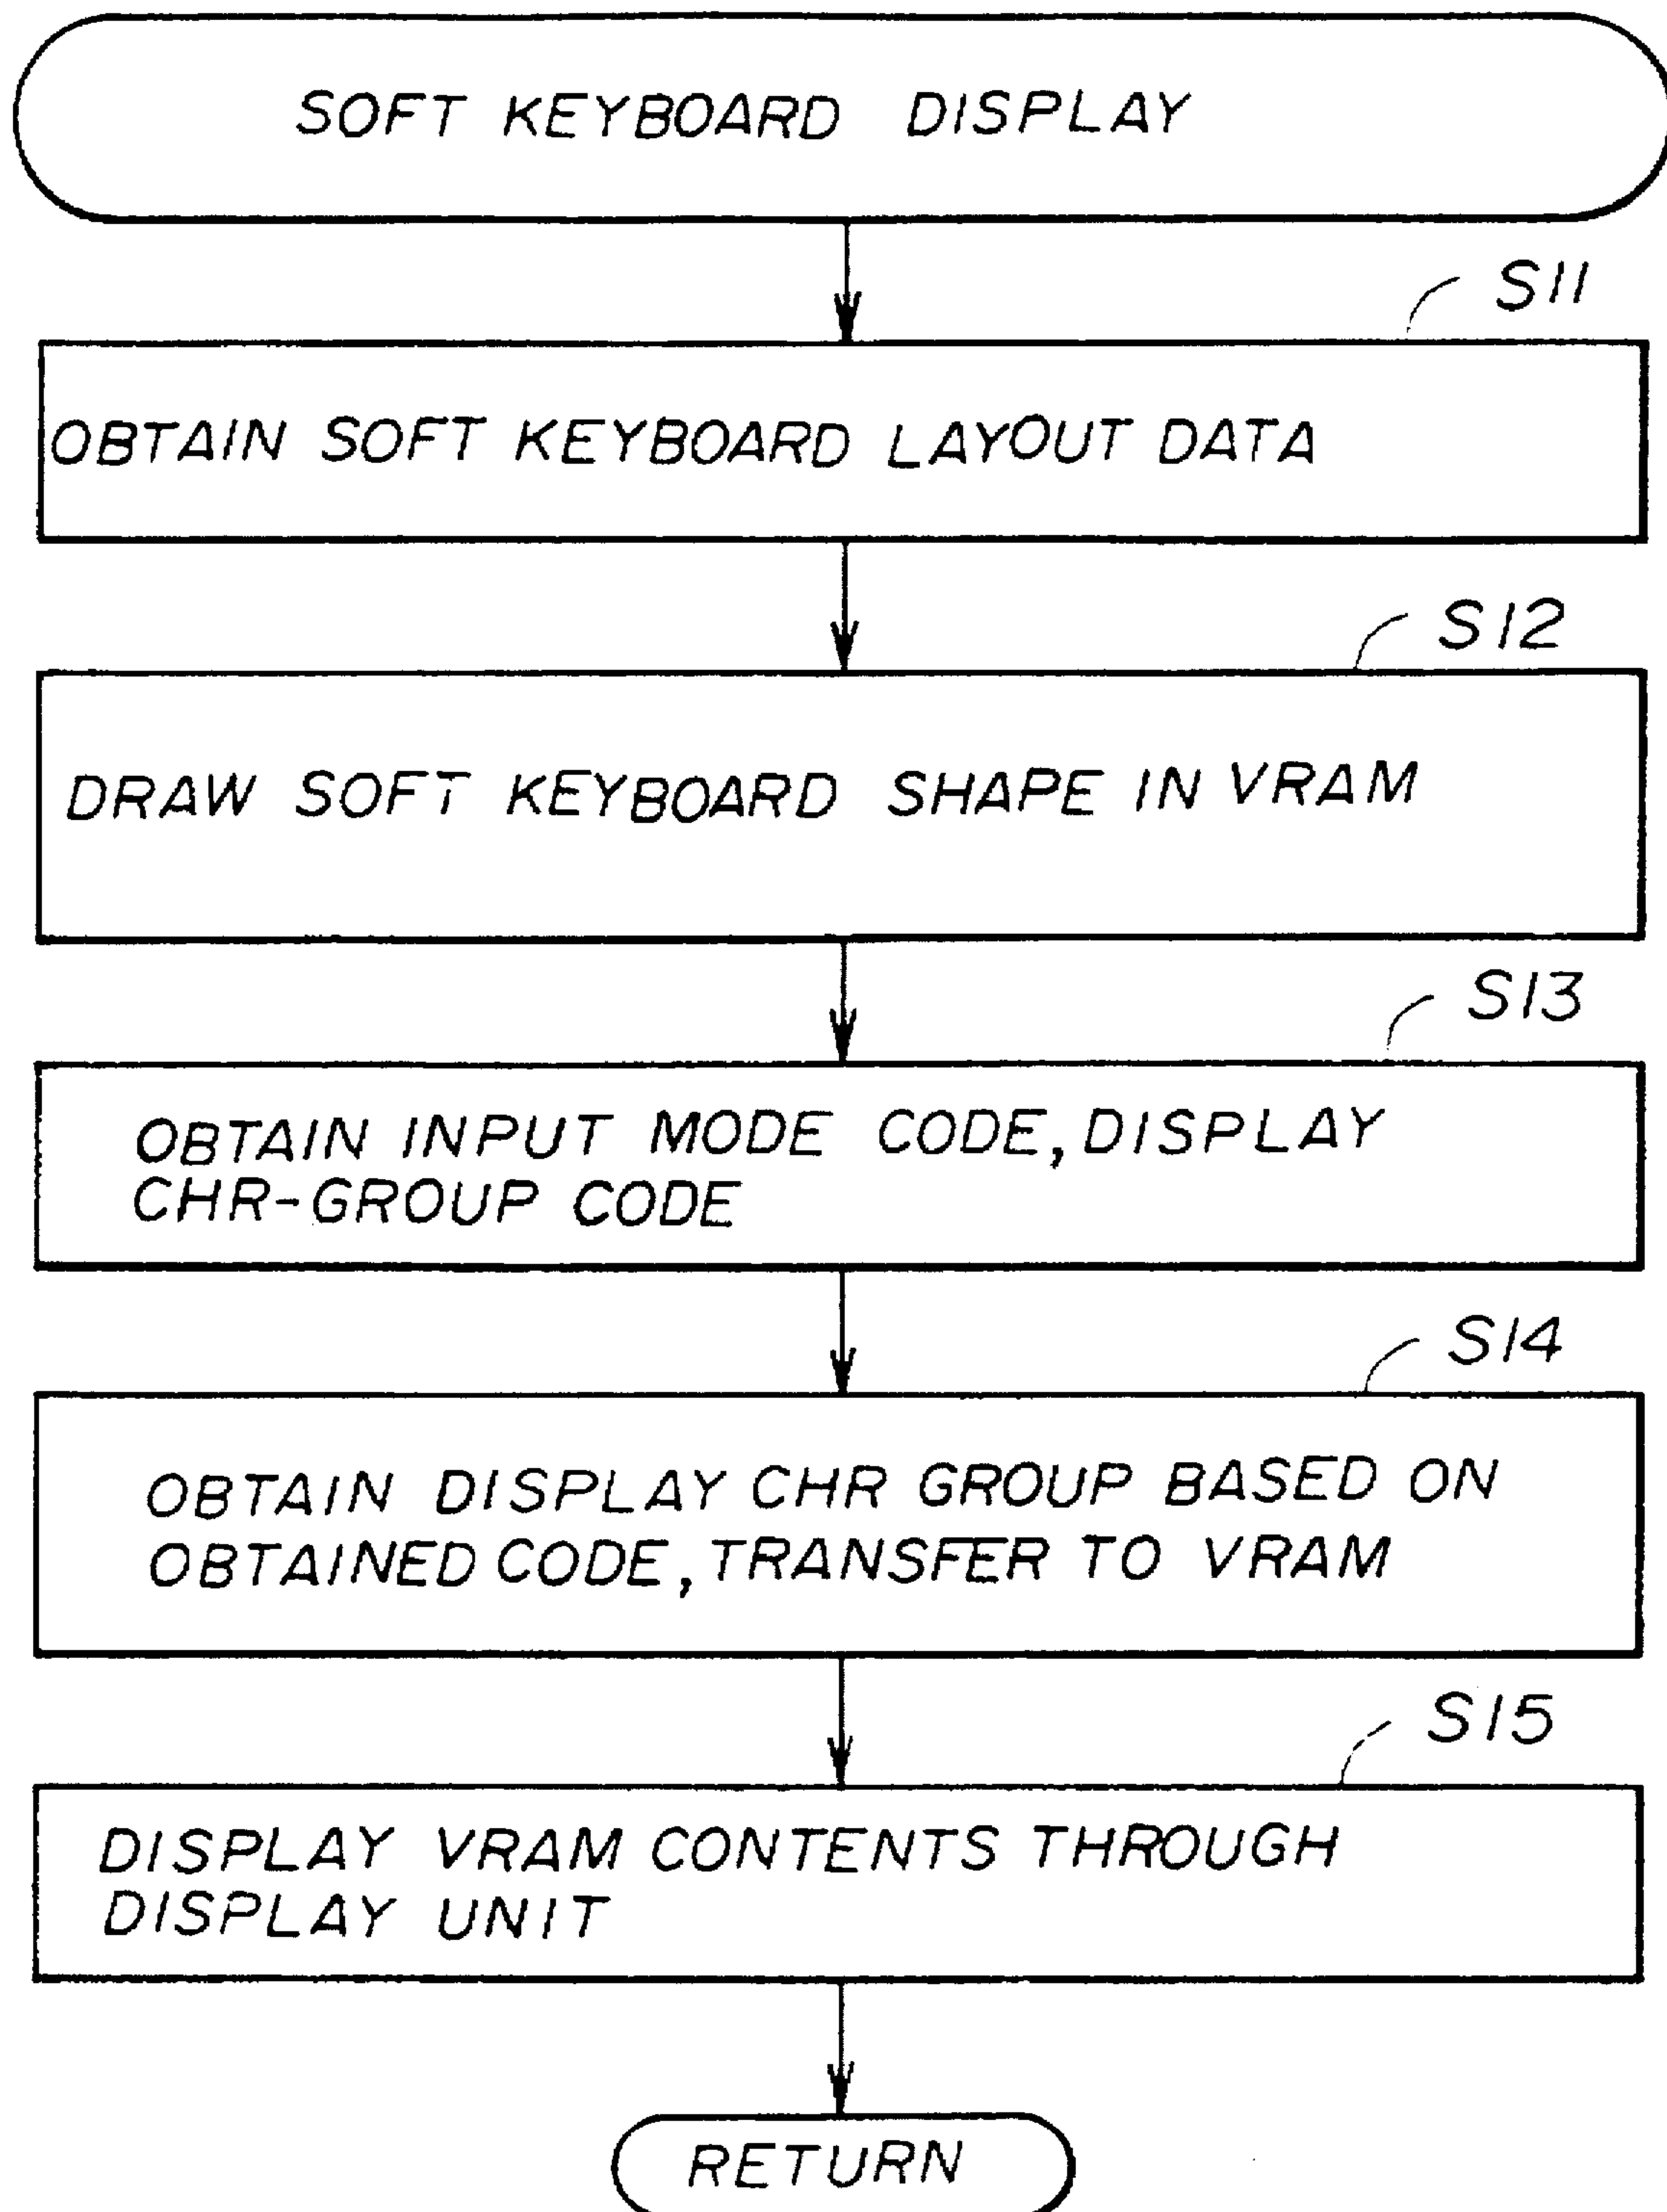 SOFT KEYBOARD DISPLAY
S11
OBTAIN SOFT KEYBOARD LAYOUT DATA
S12
DRAW SOFT KEYBOARD SHAPE IN VRAM
S13
OBTAIN INPUT MODE CODE, DISPLAY
CHR-GROUP CODE
S14
OBTAIN DISPLAY CHR GROUP BASED ON
OBTAINED CODE, TRANSFER TO VRAM
S15
DISPLAY VRAM CONTENTS THROUGH
DISPLAY UNIT
RETURN